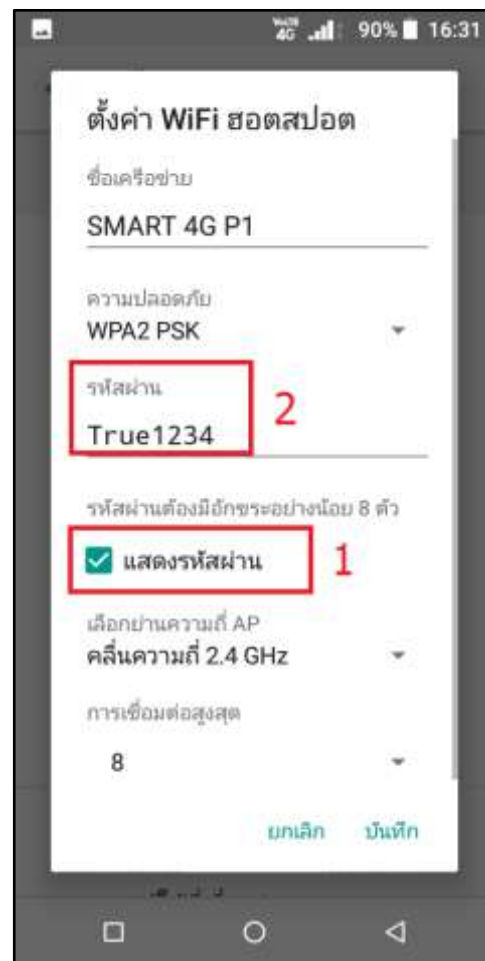 VoLTE 4G 90% 16:31
ตั้งค่า WiFi ฮอตสปอต
ชื่อเครือข่าย
SMART 4G P1
ความปลอดภัย
WPA2 PSK
รหัสผ่าน
2
True1234
รหัสผ่านต้องมีอักขระอย่างน้อย 8 ตัว
แสดงรหัสผ่าน 1
เลือกย่านความถี่ AP
คลื่นความถี่ 2.4 GHz
การเชื่อมต่อสูงสุด
8
ยกเลิก บันทึก